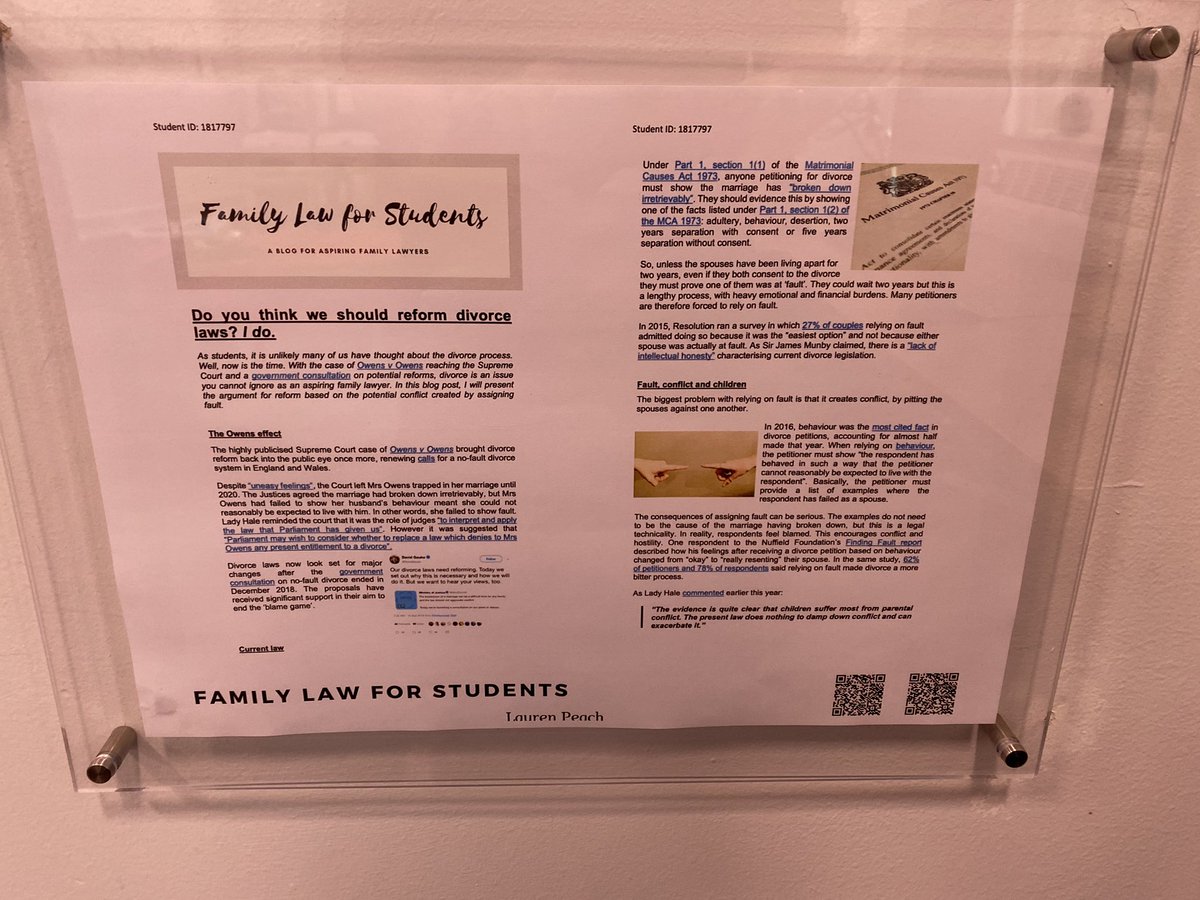 Student ID: 1817797
Family Law for Students
A BLOG FOR ASPIRING FAMILY LAWYERS
Do you think we should reform divorce
laws? I do.
As students, it is unlikely many of us have thought about the divorce process.
Well, now is the time. With the case of Owens v Owens reaching the Supreme
Court and a government consultation on potential reforms, divorce is an issue
you cannot ignore as an aspiring family lawyer. In this blog post, I will present
the argument for reform based on the potential conflict created by assigning
fault.
The Owens effect
The highly publicised Supreme Court case of Owens v Owens brought divorce
reform back into the public eye once more, renewing calls for a no-fault divorce
system in England and Wales.
Despite "uneasy feelings", the Court left Mrs Owens trapped in her marriage until
2020. The Justices agreed the marriage had broken down irretrievably, but Mrs
Owens had failed to show her husband's behaviour meant she could not
reasonably be expected to live with him. In other words, she failed to show fault.
Lady Hale reminded the court that it was the role of judges "to interpret and apply
the law that Parliament has given us". However it was suggested that
"Parliament may wish to consider whether to replace a law which denies to Mrs
Owens any present entitlement to a divorce".
Divorce laws now look set for major
changes after the government
consultation on no-fault divorce ended in
December 2018. The proposals have
received significant support in their aim to
end the 'blame game'.
David Gauke
Follow
Our divorce laws need reforming. Today we
set out why this is necessary and how we will
do it. But we want to hear your views, too.
Current law
Student ID: 1817797
Under Part 1, section 1(1) of the Matrimonial
Causes Act 1973, anyone petitioning for divorce
must show the marriage has "broken down
irretrievably". They should evidence this by showing
one of the facts listed under Part 1, section 1(2) of
the MCA 1973: adultery, behaviour, desertion, two
years separation with consent or five years
separation without consent.
Matrimonial Causes Act 1973
So, unless the spouses have been living apart for
two years, even if they both consent to the divorce
they must prove one of them was at 'fault'. They could wait two years but this is
a lengthy process, with heavy emotional and financial burdens. Many petitioners
are therefore forced to rely on fault.
In 2015, Resolution ran a survey in which 27% of couples relying on fault
admitted doing so because it was the "easiest option" and not because either
spouse was actually at fault. As Sir James Munby claimed, there is a "lack of
intellectual honesty" characterising current divorce legislation.
Fault, conflict and children
The biggest problem with relying on fault is that it creates conflict, by pitting the
spouses against one another.
In 2016, behaviour was the most cited fact in
divorce petitions, accounting for almost half
made that year. When relying on behaviour,
the petitioner must show "the respondent has
behaved in such a way that the petitioner
cannot reasonably be expected to live with the
respondent". Basically, the petitioner must
provide a list of examples where the
respondent has failed as a spouse.
The consequences of assigning fault can be serious. The examples do not need
to be the cause of the marriage having broken down, but this is a legal
technicality. In reality, respondents feel blamed. This encourages conflict and
hostility. One respondent to the Nuffield Foundation's Finding Fault report
described how his feelings after receiving a divorce petition based on behaviour
changed from "okay" to "really resenting" their spouse. In the same study, 62%
of petitioners and 78% of respondents said relying on fault made divorce a more
bitter process.
As Lady Hale commented earlier this year:
"The evidence is quite clear that children suffer most from parental
conflict. The present law does nothing to damp down conflict and can
exacerbate it."
FAMILY LAW FOR STUDENTS
Lauren Peach